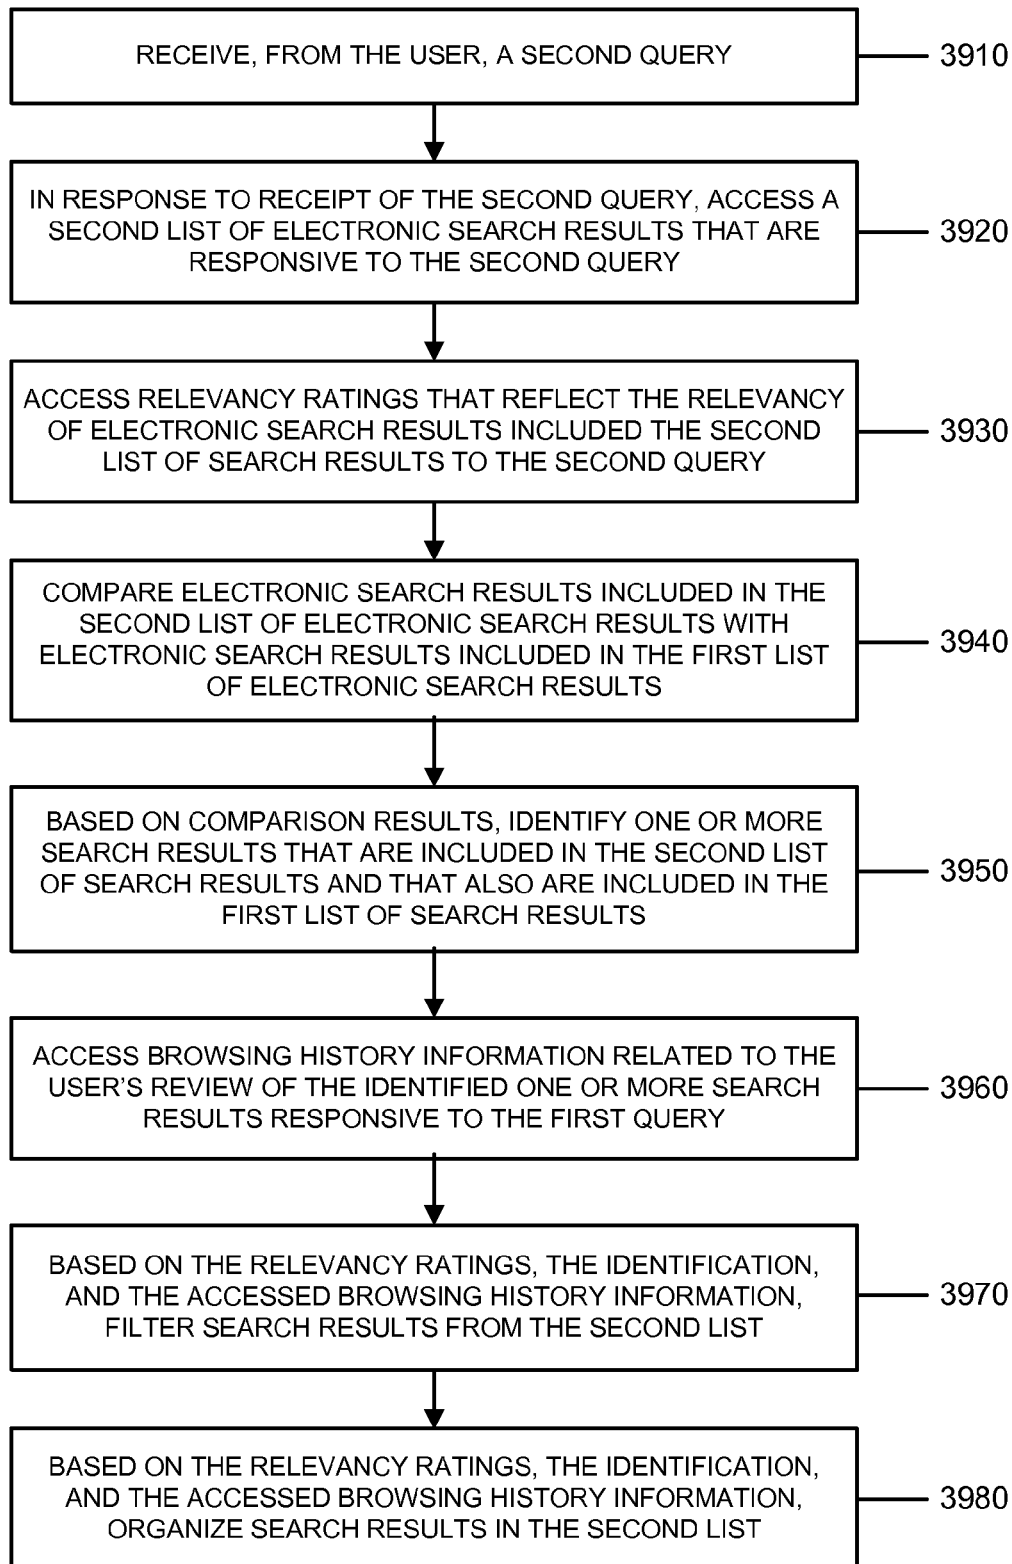 RECEIVE, FROM THE USER, A SECOND QUERY
3910
IN RESPONSE TO RECEIPT OF THE SECOND QUERY, ACCESS A
SECOND LIST OF ELECTRONIC SEARCH RESULTS THAT ARE
RESPONSIVE TO THE SECOND QUERY
3920
ACCESS RELEVANCY RATINGS THAT REFLECT THE RELEVANCY
OF ELECTRONIC SEARCH RESULTS INCLUDED THE SECOND
LIST OF SEARCH RESULTS TO THE SECOND QUERY
3930
COMPARE ELECTRONIC SEARCH RESULTS INCLUDED IN THE
SECOND LIST OF ELECTRONIC SEARCH RESULTS WITH
ELECTRONIC SEARCH RESULTS INCLUDED IN THE FIRST LIST
OF ELECTRONIC SEARCH RESULTS
3940
BASED ON COMPARISON RESULTS, IDENTIFY ONE OR MORE
SEARCH RESULTS THAT ARE INCLUDED IN THE SECOND LIST
OF SEARCH RESULTS AND THAT ALSO ARE INCLUDED IN THE
FIRST LIST OF SEARCH RESULTS
3950
ACCESS BROWSING HISTORY INFORMATION RELATED TO THE
USER'S REVIEW OF THE IDENTIFIED ONE OR MORE SEARCH
RESULTS RESPONSIVE TO THE FIRST QUERY
3960
BASED ON THE RELEVANCY RATINGS, THE IDENTIFICATION,
AND THE ACCESSED BROWSING HISTORY INFORMATION,
FILTER SEARCH RESULTS FROM THE SECOND LIST
3970
BASED ON THE RELEVANCY RATINGS, THE IDENTIFICATION,
AND THE ACCESSED BROWSING HISTORY INFORMATION,
ORGANIZE SEARCH RESULTS IN THE SECOND LIST
3980